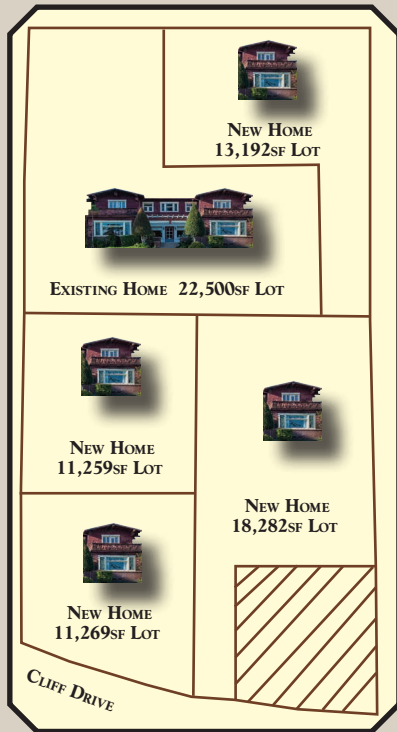 New Home
13,192sf Lot
Existing Home 22,500sf Lot
New Home
11,259sf Lot
New Home
18,282sf Lot
New Home
11,269sf Lot
Cliff Drive